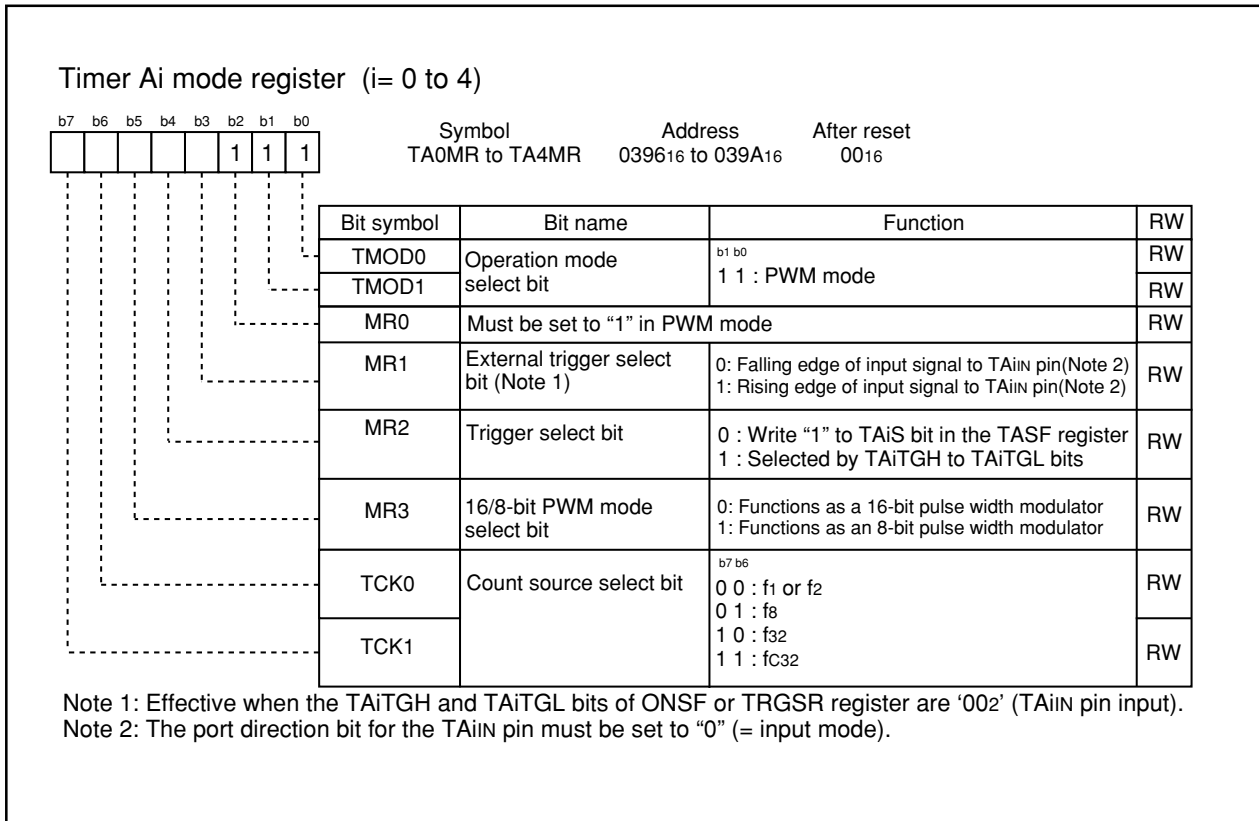 Timer Ai mode register (i= 0 to 4)
b7 b6 b5 b4 b3 b2 b1 b0
1 1 1
Symbol Address After reset
TA0MR to TA4MR 039616 to 039A16 0016
Bit symbol Bit name Function RW
TMOD0 Operation mode select bit b1 b0 RW
TMOD1 1 1 : PWM mode RW
MR0 Must be set to “1” in PWM mode RW
MR1 External trigger select bit (Note 1) 0: Falling edge of input signal to TAiIN pin(Note 2) RW
1: Rising edge of input signal to TAiIN pin(Note 2)
MR2 Trigger select bit 0 : Write “1” to TAiS bit in the TASF register RW
1 : Selected by TAiTGH to TAiTGL bits
MR3 16/8-bit PWM mode select bit 0: Functions as a 16-bit pulse width modulator RW
1: Functions as an 8-bit pulse width modulator
TCK0 Count source select bit b7 b6 RW
0 0 : f1 or f2
0 1 : f8
TCK1 1 0 : f32 RW
1 1 : fC32
Note 1: Effective when the TAiTGH and TAiTGL bits of ONSF or TRGSR register are ‘002’ (TAiIN pin input).
Note 2: The port direction bit for the TAiIN pin must be set to “0” (= input mode).